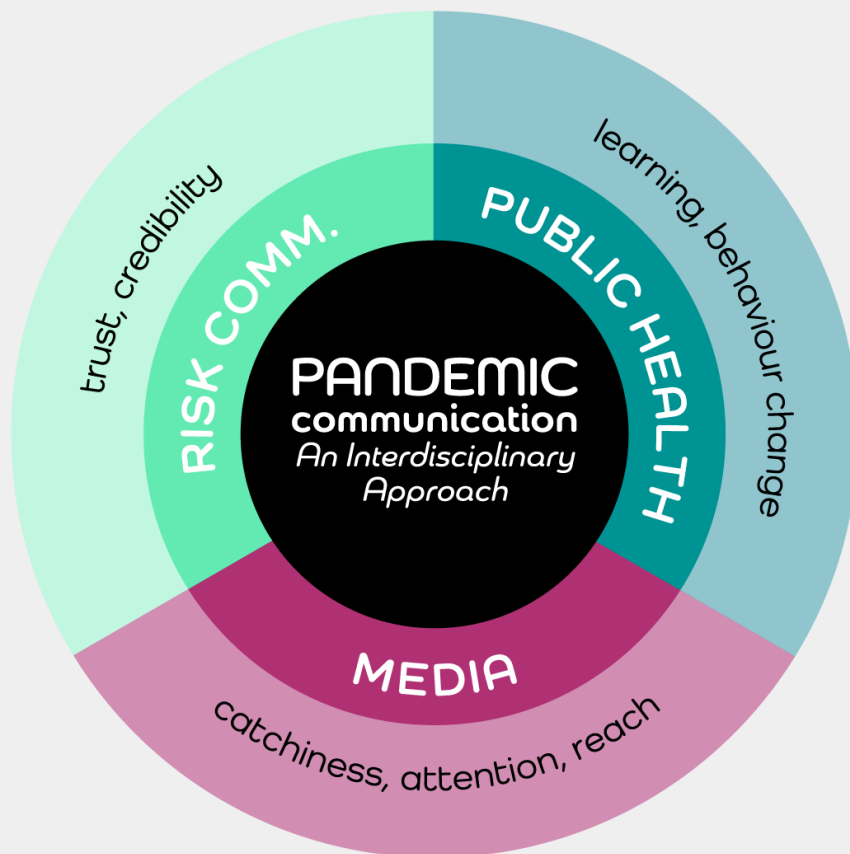 PANDEMIC
communication
An Interdisciplinary
Approach
RISK COMM.
trust, credibility
PUBLIC HEALTH
learning, behaviour change
MEDIA
catchiness, attention, reach